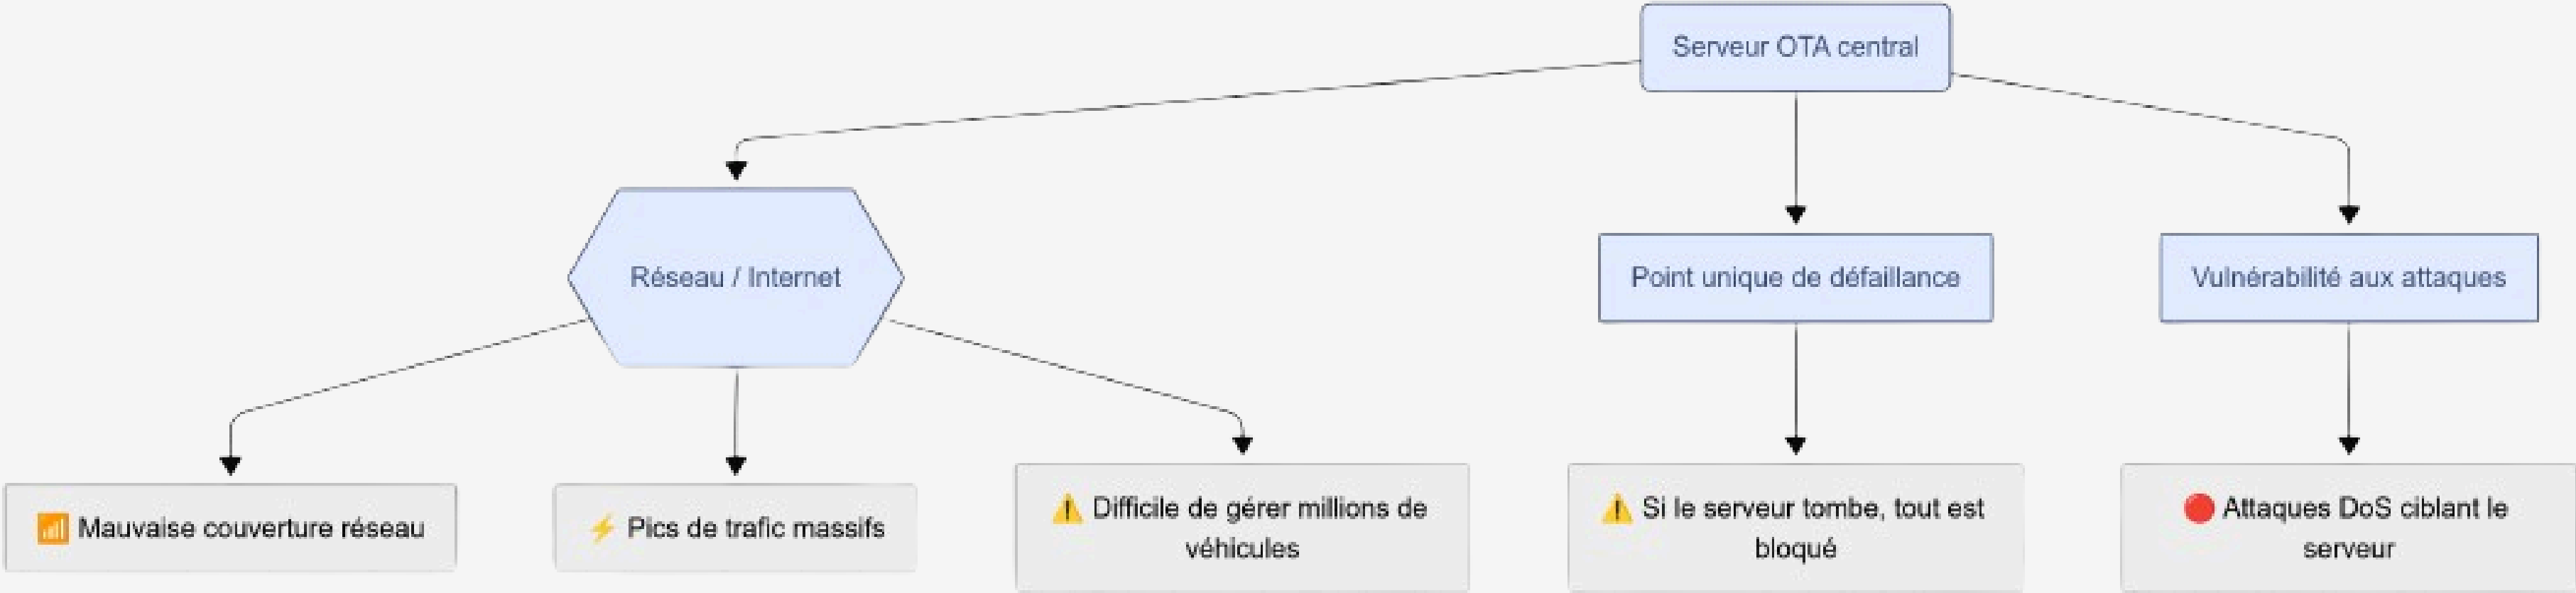 Serveur OTA central
Réseau / Internet
Point unique de défaillance
Vulnérabilité aux attaques
📶 Mauvaise couverture réseau
⚡ Pics de trafic massifs
⚠️ Difficile de gérer millions de
véhicules
⚠️ Si le serveur tombe, tout est
bloqué
🔴 Attaques DoS ciblant le
serveur